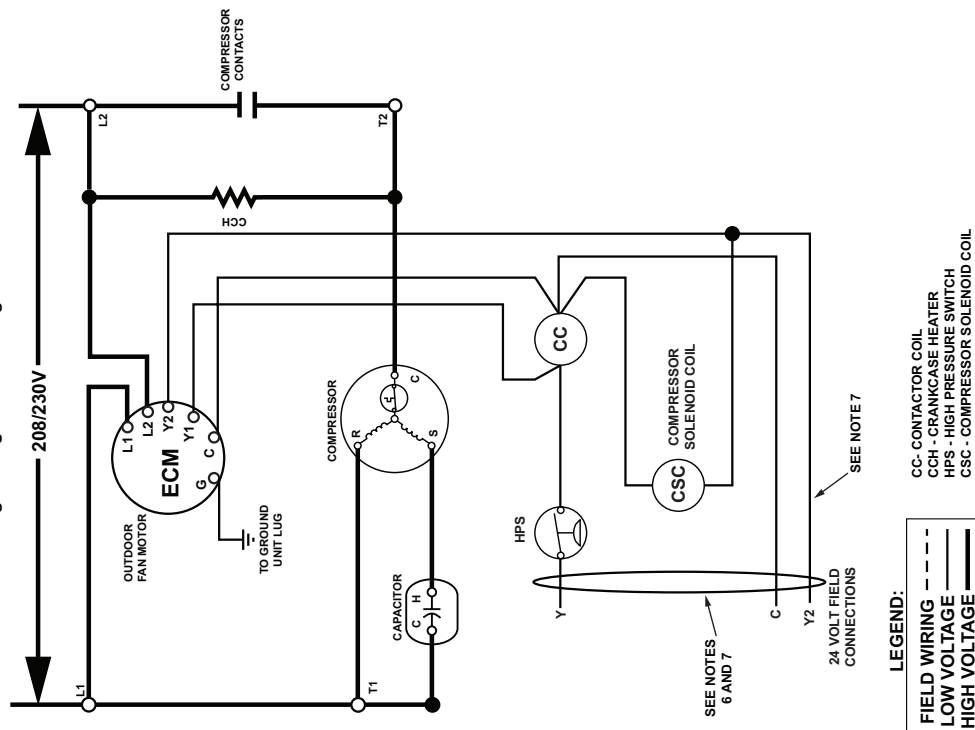 208/230V
L1
L2
COMPRESSOR
CONTACTS
T2
CCH
L1
L2
Y2
Y1
C
G
ECM
OUTDOOR
FAN MOTOR
TO GROUND
UNIT LUG
COMPRESSOR
R
S
C
CAPACITOR
C
H
T1
CC
HPS
COMPRESSOR
SOLENOID COIL
CSC
Y
C
Y2
24 VOLT FIELD
CONNECTIONS
SEE NOTES
6 AND 7
SEE NOTE 7
LEGEND:
FIELD WIRING
LOW VOLTAGE
HIGH VOLTAGE
CC- CONTACTOR COIL
CCH - CRANKCASE HEATER
HPS - HIGH PRESSURE SWITCH
CSC - COMPRESSOR SOLENOID COIL